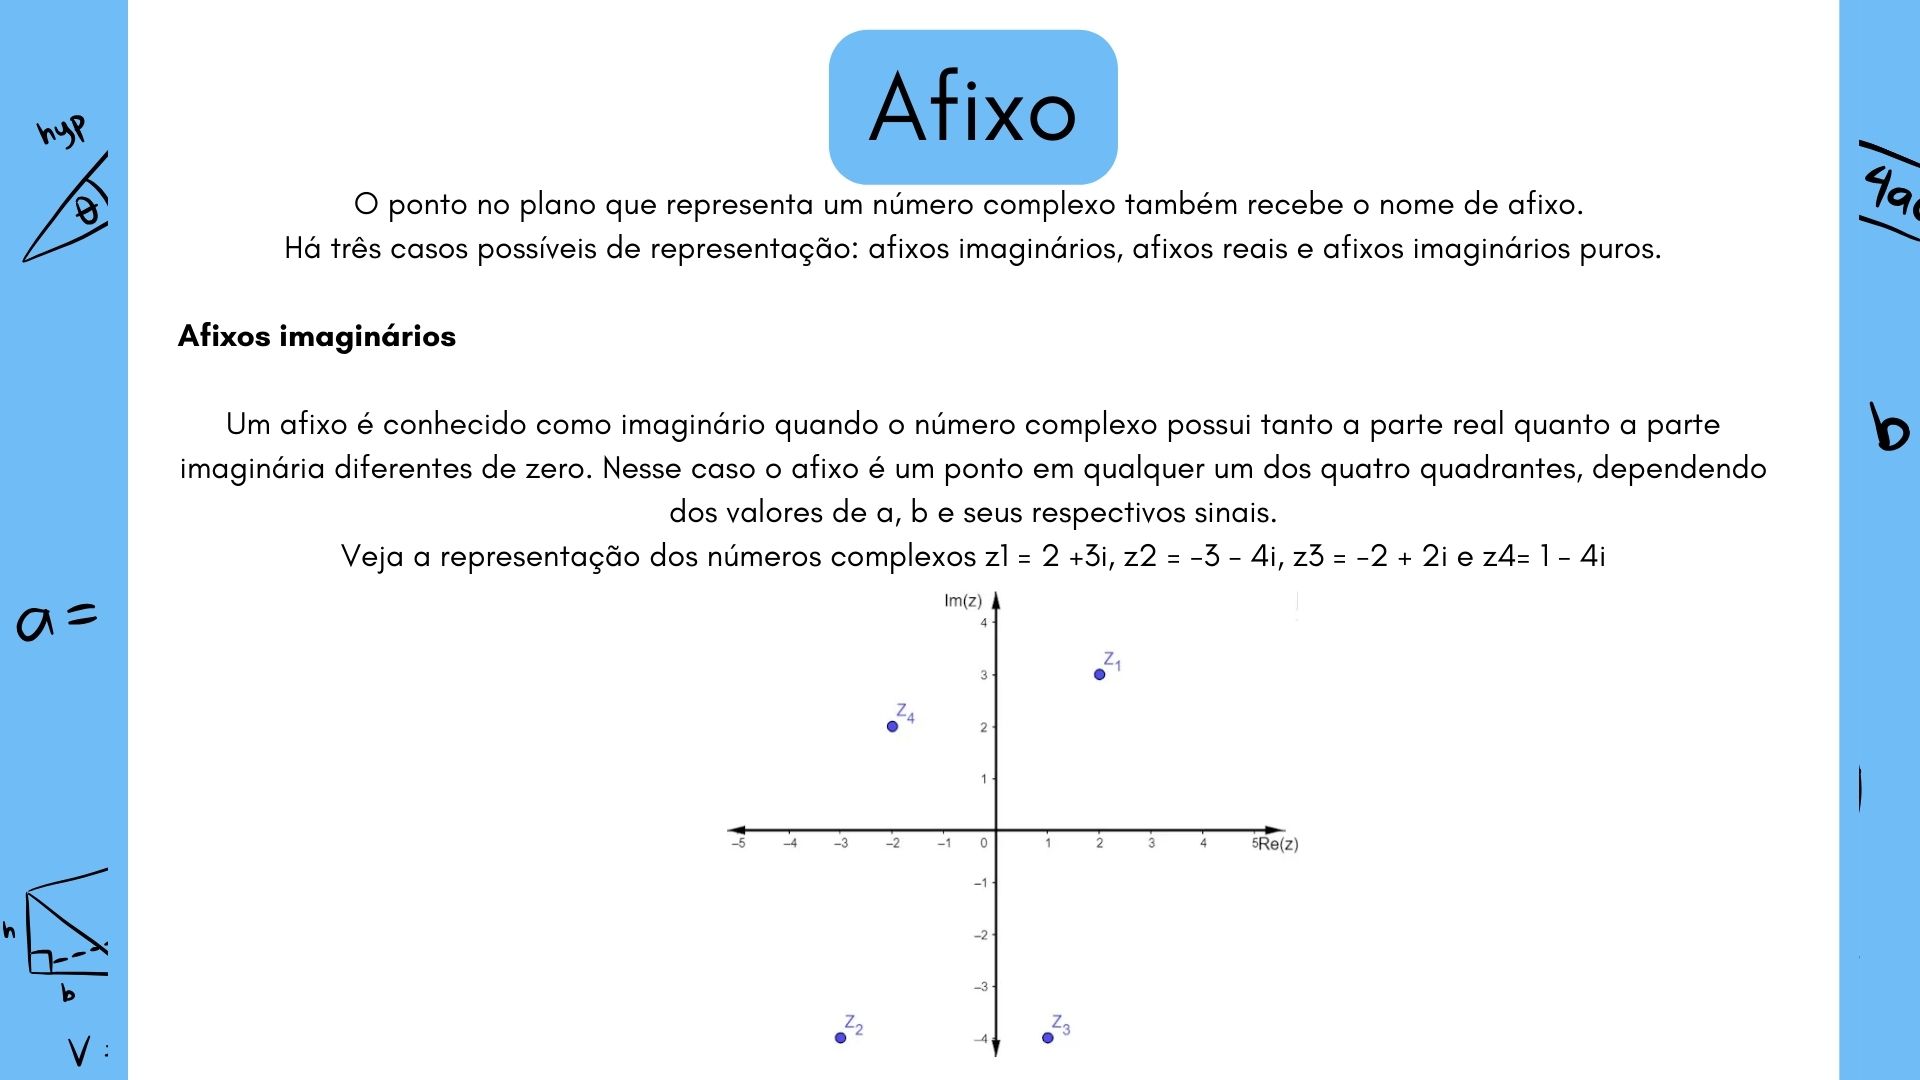 Afixo
O ponto no plano que representa um número complexo também recebe o nome de afixo.
Há três casos possíveis de representação: afixos imaginários, afixos reais e afixos imaginários puros.
Afixos imaginários
Um afixo é conhecido como imaginário quando o número complexo possui tanto a parte real quanto a parte
imaginária diferentes de zero. Nesse caso o afixo é um ponto em qualquer um dos quatro quadrantes, dependendo
dos valores de a, b e seus respectivos sinais.
Veja a representação dos números complexos z1 = 2 +3i, z2 = -3 - 4i, z3 = -2 + 2i e z4= 1 - 4i
Im(z)
4
Z1
3
Z4
2
1
–5 –4 –3 –2 –1 0 1 2 3 4 5 Re(z)
–1
–2
–3
Z2
Z3
–4
hyp
θ
a =
h
b
V
b